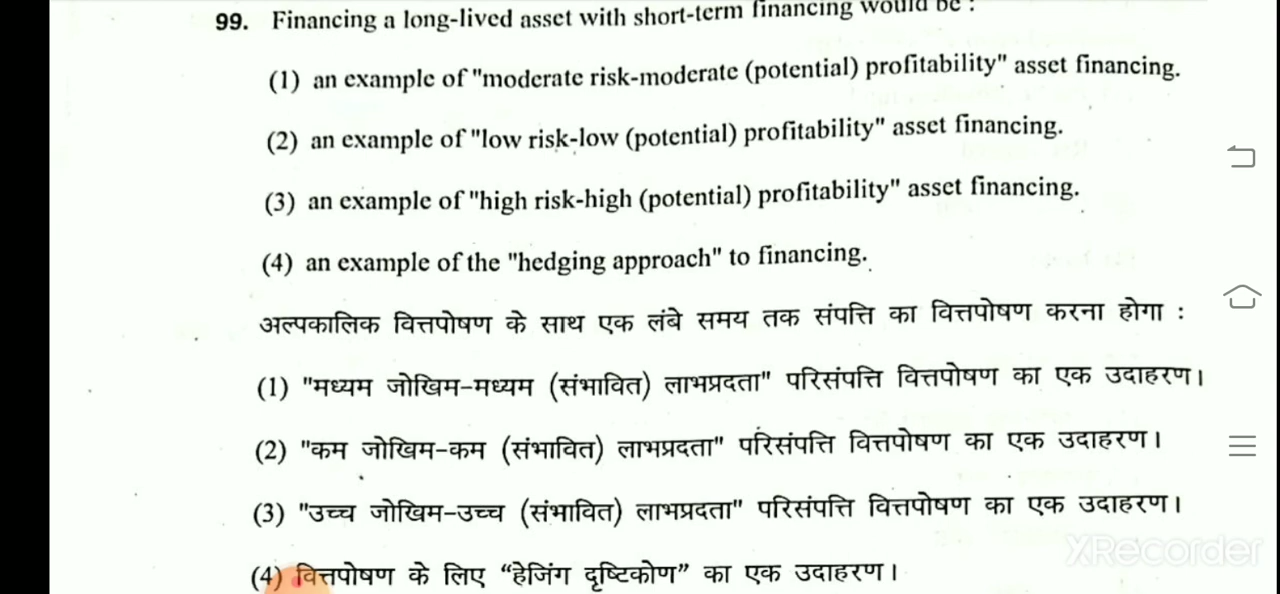 99. Financing a long-lived asset with short-term financing would be :
(1) an example of "moderate risk-moderate (potential) profitability" asset financing.
(2) an example of "low risk-low (potential) profitability" asset financing.
(3) an example of "high risk-high (potential) profitability" asset financing.
(4) an example of the "hedging approach" to financing.
अल्पकालिक वित्तपोषण के साथ एक लंबे समय तक संपत्ति का वित्तपोषण करना होगा :
(1) "मध्यम जोखिम-मध्यम (संभावित) लाभप्रदता" परिसंपत्ति वित्तपोषण का एक उदाहरण।
(2) "कम जोखिम-कम (संभावित) लाभप्रदता" परिसंपत्ति वित्तपोषण का एक उदाहरण।
(3) "उच्च जोखिम-उच्च (संभावित) लाभप्रदता" परिसंपत्ति वित्तपोषण का एक उदाहरण।
XRecorder
(4) वित्तपोषण के लिए “हेजिंग दृष्टिकोण” का एक उदाहरण।